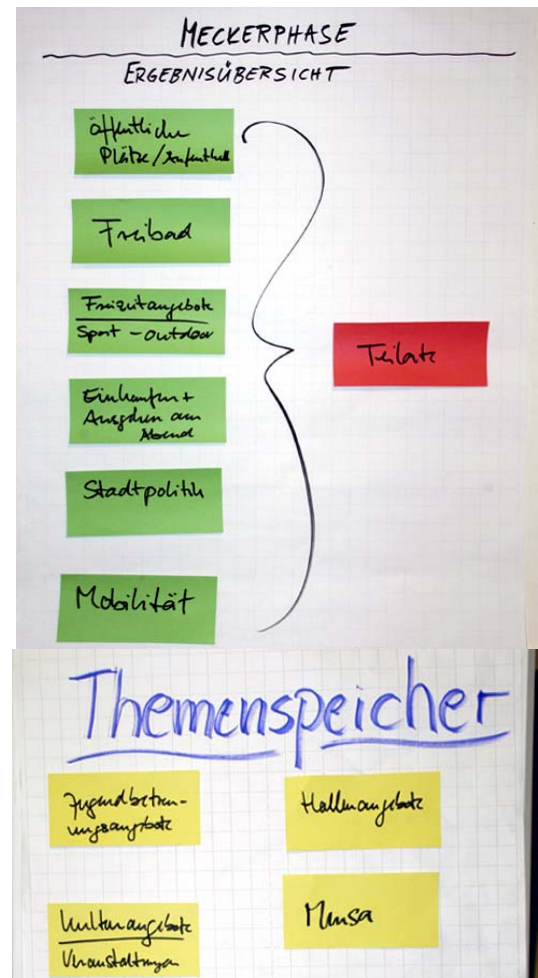 MECKERPHASE
ERGEBNISÜBERSICHT
öffentliche
Plätze/Aufenthalt
Freibad
Freizeitangebote
Sport - outdoor
Einkaufen +
Ausgehen am
Abend
Stadtpolitik
Mobilität
Themenspeicher
Jugendbetreu-
ungsangebote
Hallenangebote
Kulturangebote
Veranstaltungen
Mensa